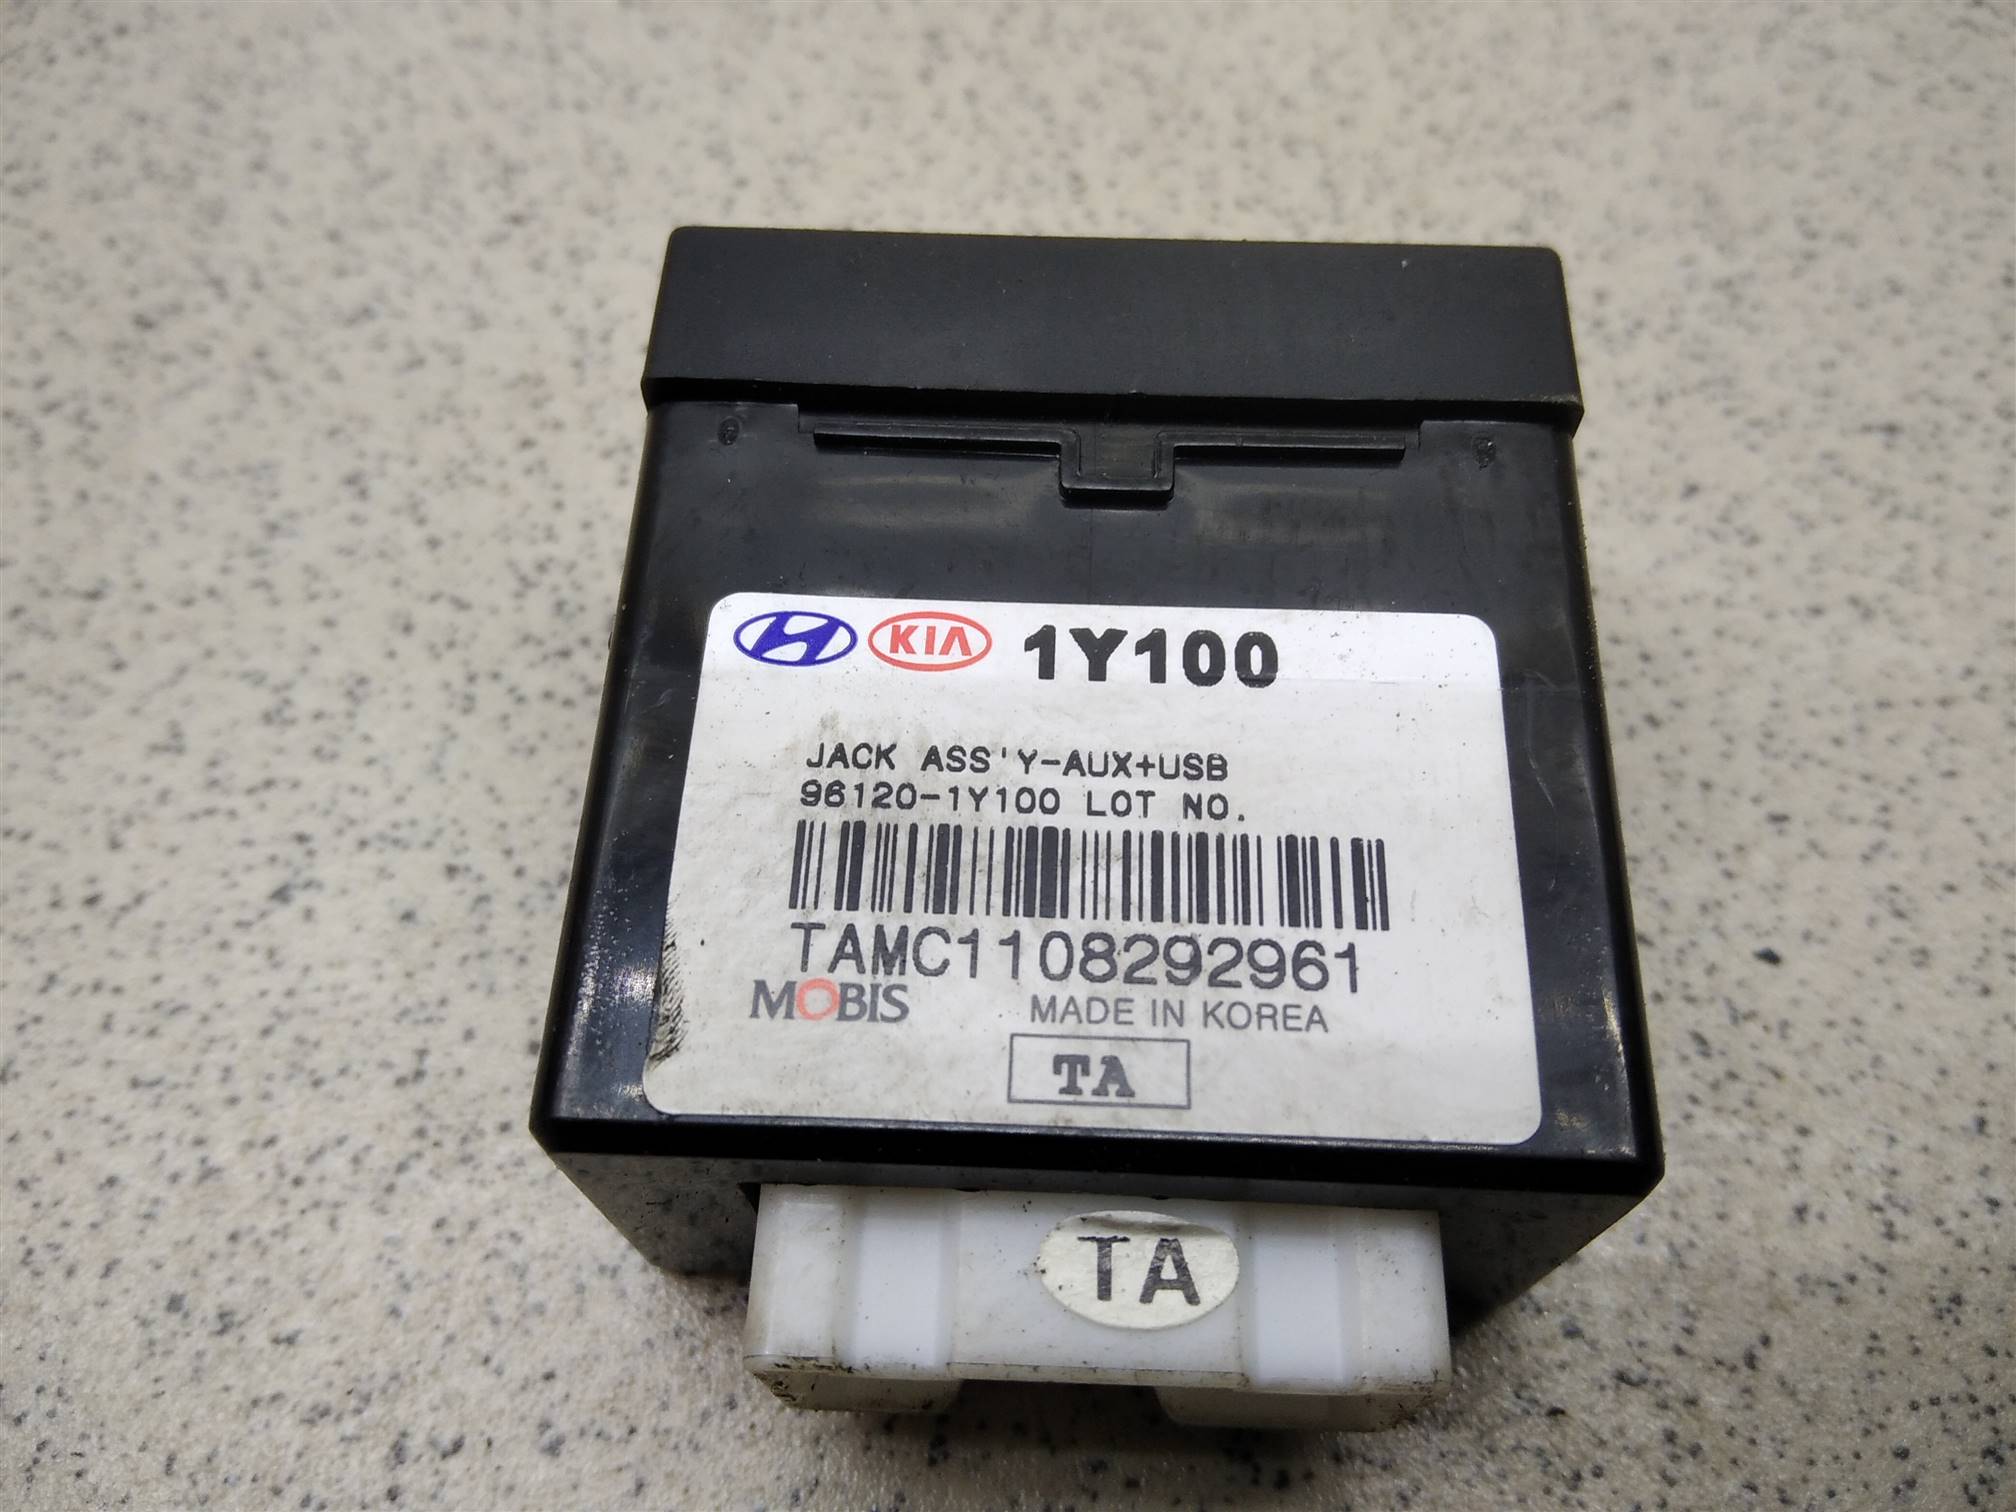 KIA 1Y100
JACK ASS'Y-AUX+USB
96120-1Y100 LOT NO.
TAMC1108292961
MOBIS MADE IN KOREA
TA
TA